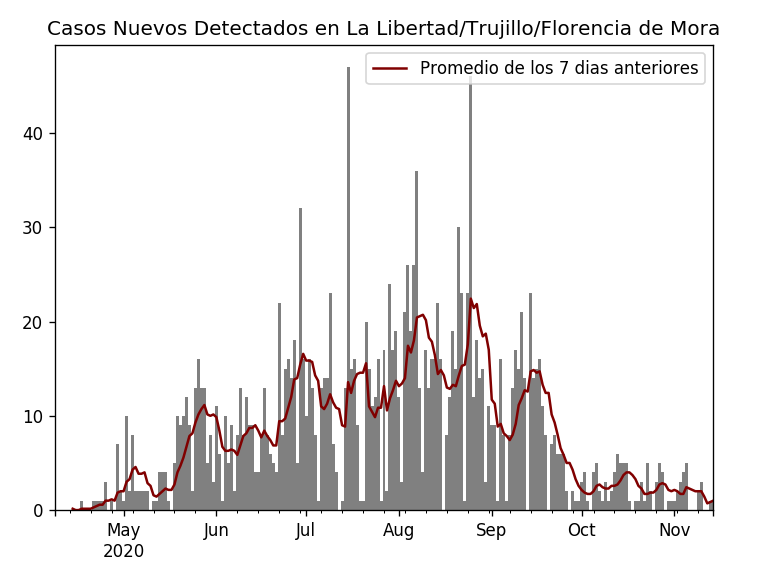 Casos Nuevos Detectados en La Libertad/Trujillo/Florencia de Mora
Promedio de los 7 dias anteriores
40
30
20
10
0
May Jun Jul Aug Sep Oct Nov
2020